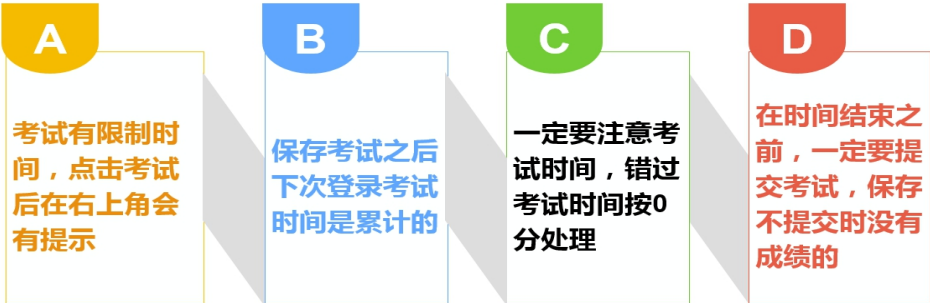 A
考试有限制时
间，点击考试
后在右上角会
有提示
B
保存考试之后
下次登录考试
时间是累计的
C
一定要注意考
试时间，错过
考试时间按0
分处理
D
在时间结束之
前，一定要提
交考试，保存
不提交时没有
成绩的